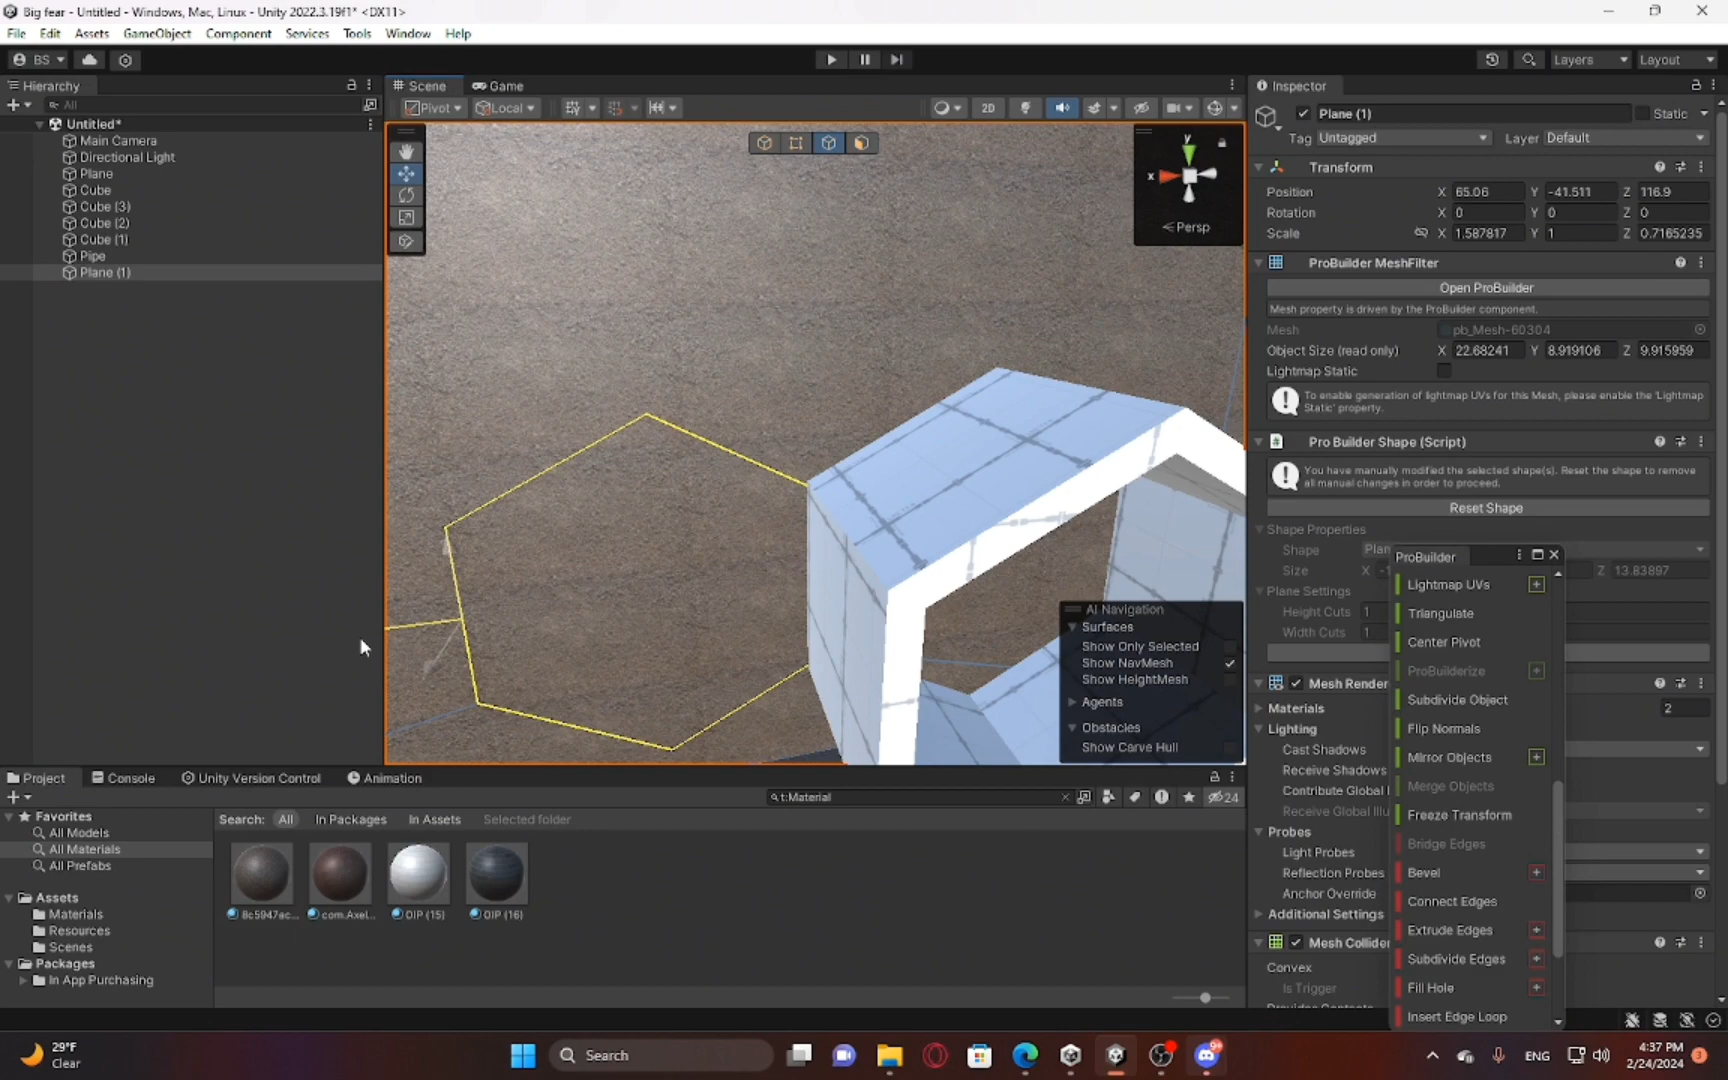 Big fear - Untitled - Windows, Mac, Linux - Unity 2022.3.19f1* <DX11>
File Edit Assets GameObject Component Services Tools Window Help
BS Layers Layout
Hierarchy
All
Untitled*
Main Camera
Directional Light
Plane
Cube
Cube (3)
Cube (2)
Cube (1)
Pipe
Plane (1)
Scene Game
Pivot Local 2D
y
x
Persp
AI Navigation
Surfaces
Show Only Selected
Show NavMesh
Show HeightMesh
Agents
Obstacles
Show Carve Hull
Inspector
Plane (1) Static
Tag Untagged Layer Default
Transform
Position X 65.06 Y -41.511 Z 116.9
Rotation X 0 Y 0 Z 0
Scale X 1.587817 Y 1 Z 0.7165235
ProBuilder MeshFilter
Open ProBuilder
Mesh property is driven by the ProBuilder component.
Mesh pb_Mesh-60304
Object Size (read only) X 22.68241 Y 8.919106 Z 9.915959
Lightmap Static
To enable generation of lightmap UVs for this Mesh, please enable the 'Lightmap
Static' property.
Pro Builder Shape (Script)
You have manually modified the selected shape(s). Reset the shape to remove
all manual changes in order to proceed.
Reset Shape
Shape Properties
Shape
Size X Z 13.83897
Plane Settings
Height Cuts 1
Width Cuts 1
Materials 2
Lighting
Cast Shadows
Receive Shadows
Contribute Global
Receive Global Illu
Probes
Light Probes
Reflection Probes
Anchor Override
Additional Settings
Mesh Collider
Convex
Is Trigger
ProBuilder
Lightmap UVs
Triangulate
Center Pivot
ProBuilderize
Subdivide Object
Flip Normals
Mirror Objects
Merge Objects
Freeze Transform
Bridge Edges
Bevel
Connect Edges
Extrude Edges
Subdivide Edges
Fill Hole
Insert Edge Loop
Project Console Unity Version Control Animation
t:Material 24
Favorites
All Models
All Materials
All Prefabs
Assets
Materials
Resources
Scenes
Packages
In App Purchasing
Search: All In Packages In Assets Selected folder
8c5947ac... com.Axel... OIP (15) OIP (16)
29°F
Clear
Search
ENG
4:37 PM
2/24/2024